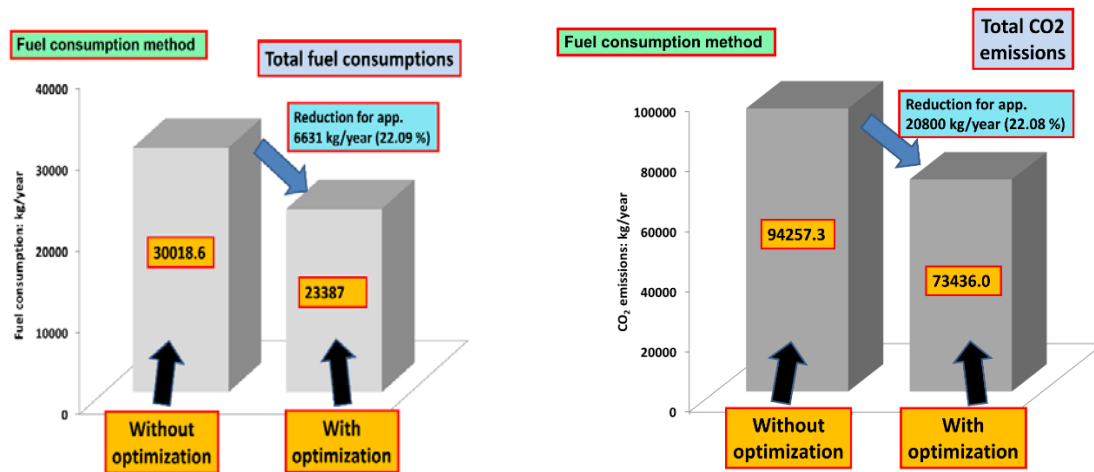 Fuel consumption method
Total fuel consumptions
Reduction for app.
6631 kg/year (22.09 %)
Fuel consumption: kg/year
40000
30000
20000
10000
0
30018.6
23387
Without
optimization
With
optimization
Fuel consumption method
Total CO2
emissions
Reduction for app.
20800 kg/year (22.08 %)
CO₂ emissions: kg/year
100000
80000
60000
40000
20000
0
94257.3
73436.0
Without
optimization
With
optimization